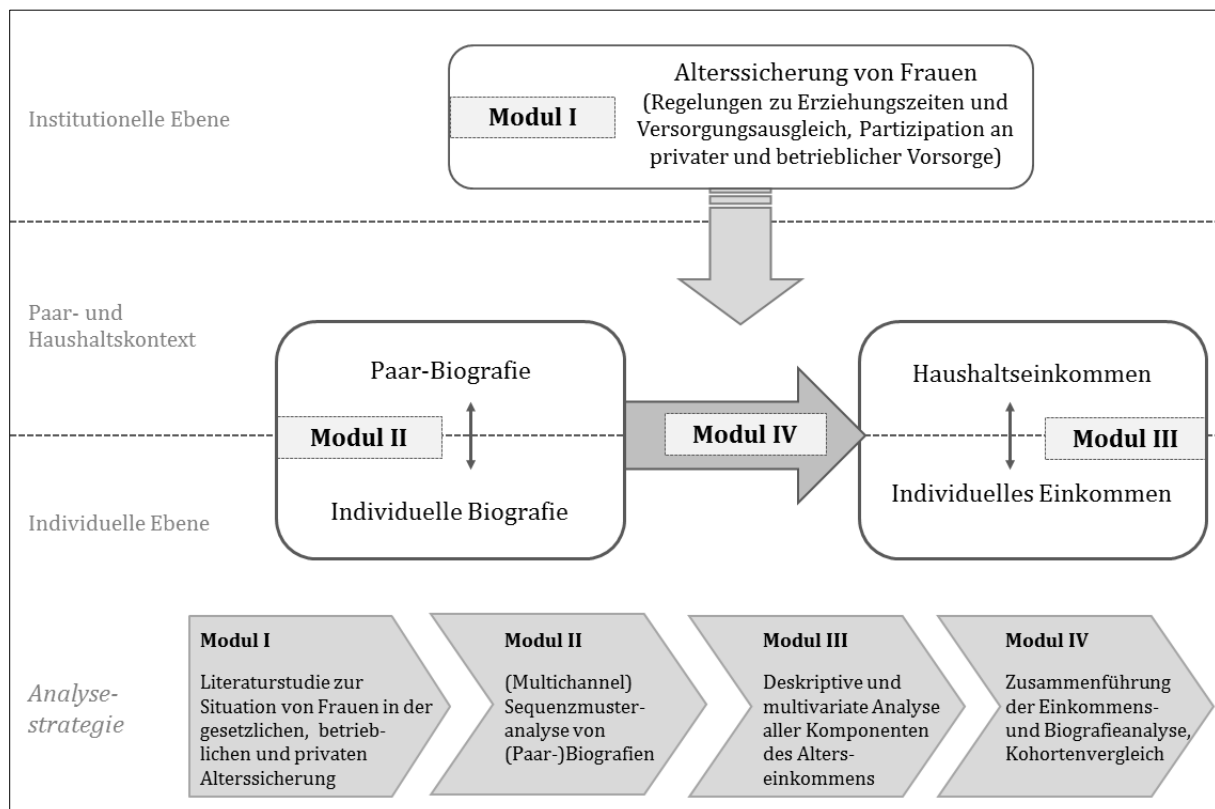 Institutionelle Ebene
Modul I
Alterssicherung von Frauen
(Regelungen zu Erziehungszeiten und
Versorgungsausgleich, Partizipation an
privater und betrieblicher Vorsorge)
Paar- und
Haushaltskontext
Paar-Biografie
Modul II
Individuelle Biografie
Modul IV
Haushaltseinkommen
Modul III
Individuelles Einkommen
Individuelle Ebene
Analyse-
strategie
Modul I
Literaturstudie zur
Situation von Frauen in der
gesetzlichen, betrieb-
lichen und privaten
Alterssicherung
Modul II
(Multichannel)
Sequenzmuster-
analyse von
(Paar-)Biografien
Modul III
Deskriptive und
multivariate Analyse
aller Komponenten
des Alters-
einkommens
Modul IV
Zusammenführung
der Einkommens-
und Biografieanalyse,
Kohortenvergleich